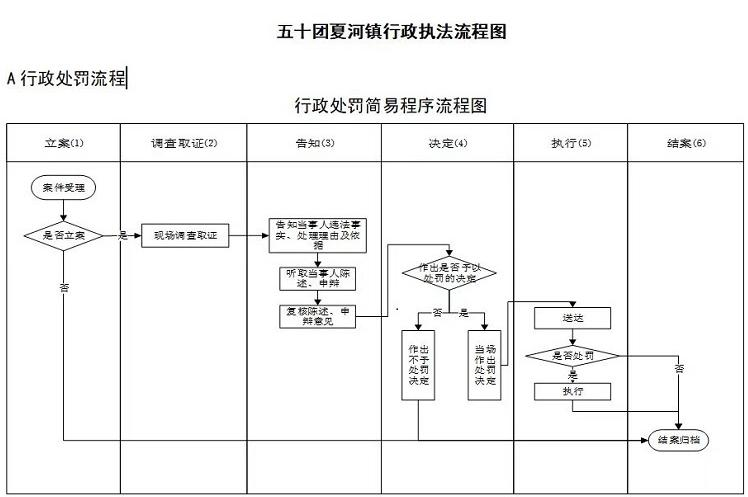 五十团夏河镇行政执法流程图
A 行政处罚流程
行政处罚简易程序流程图
立案(1)
调查取证(2)
告知(3)
决定(4)
执行(5)
结案(6)
案件受理
是否立案
是
否
现场调查取证
告知当事人违法事
实、处理理由及依
据
听取当事人陈
述、申辩
复核陈述、申
辩意见
作出是否予以
处罚的决定
否
是
作出
不予
处罚
决定
当场
作出
处罚
决定
送达
是否处罚
是
否
执行
结案归档